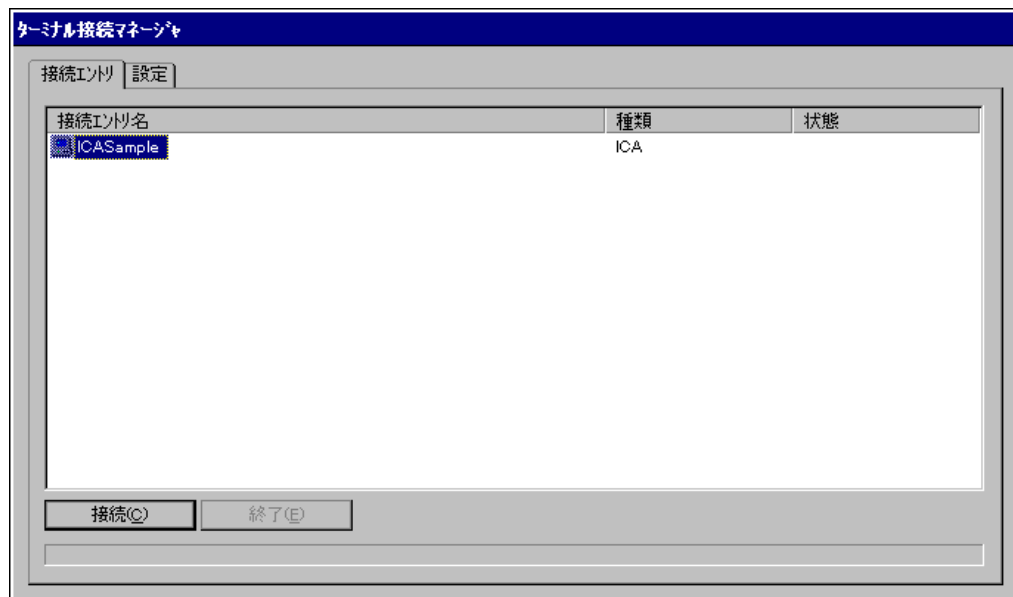 ﾀｰﾐﾅﾙ接続ﾏﾈｰｼﾞｬ
接続ｴﾝﾄﾘ 設定
接続ｴﾝﾄﾘ名 種類 状態
ICASample ICA
接続(C) 終了(E)